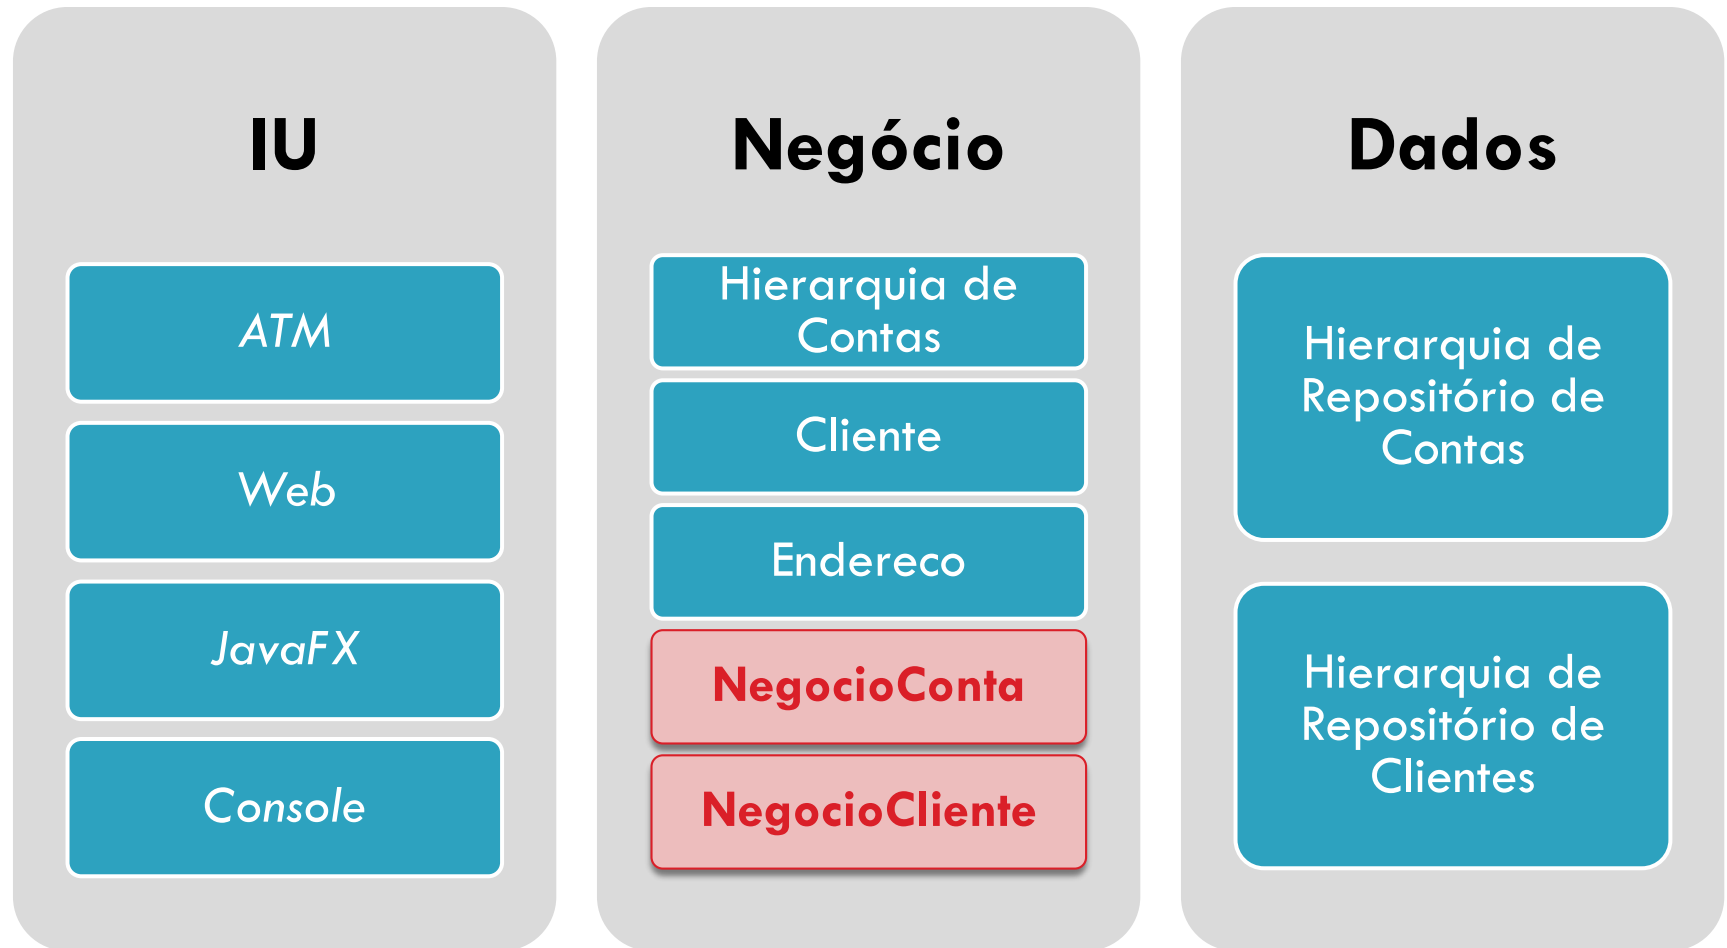 IU
ATM
Web
JavaFX
Console
Negócio
Hierarquia de
Contas
Cliente
Endereco
NegocioConta
NegocioCliente
Dados
Hierarquia de
Repositório de
Contas
Hierarquia de
Repositório de
Clientes